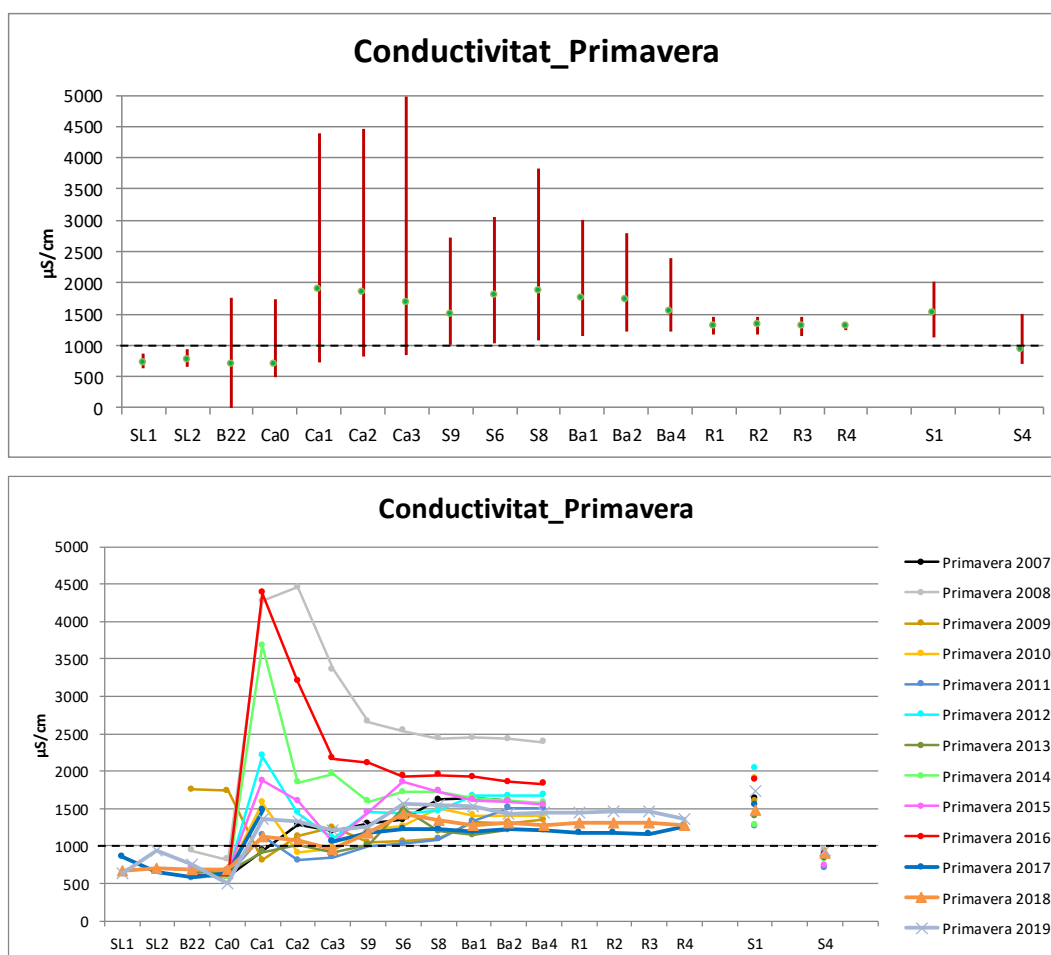 Conductivitat_Primavera
5000
4500
4000
3500
3000
2500
2000
1500
1000
500
0
µS/cm
SL1 SL2 B22 Ca0 Ca1 Ca2 Ca3 S9 S6 S8 Ba1 Ba2 Ba4 R1 R2 R3 R4 S1 S4
Conductivitat_Primavera
5000
4500
4000
3500
3000
2500
2000
1500
1000
500
0
µS/cm
SL1 SL2 B22 Ca0 Ca1 Ca2 Ca3 S9 S6 S8 Ba1 Ba2 Ba4 R1 R2 R3 R4 S1 S4
Primavera 2007
Primavera 2008
Primavera 2009
Primavera 2010
Primavera 2011
Primavera 2012
Primavera 2013
Primavera 2014
Primavera 2015
Primavera 2016
Primavera 2017
Primavera 2018
Primavera 2019